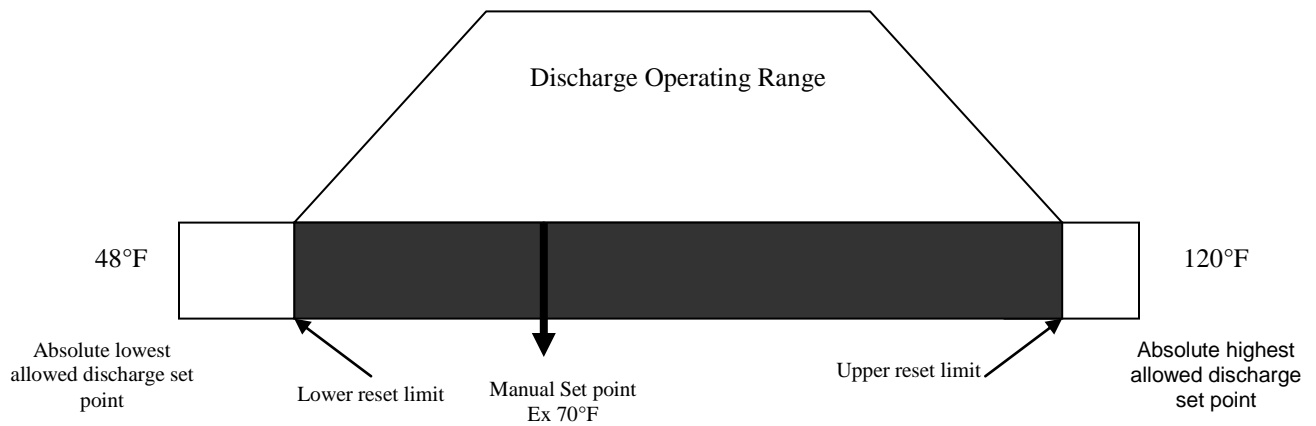 Discharge Operating Range
48°F
120°F
Absolute lowest
allowed discharge set
point
Lower reset limit
Manual Set point
Ex 70°F
Upper reset limit
Absolute highest
allowed discharge
set point